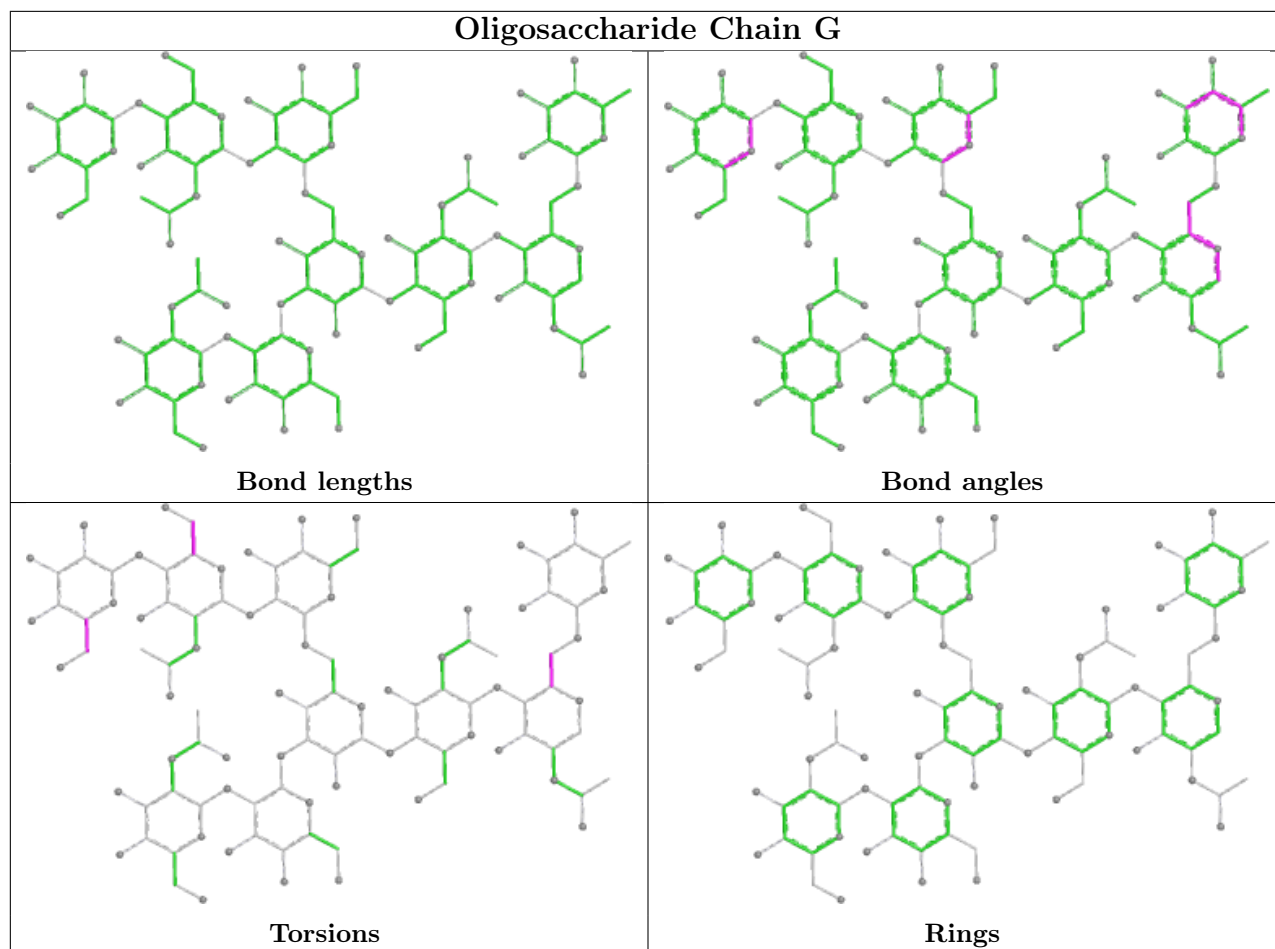 Oligosaccharide Chain G
Bond lengths
Bond angles
Torsions
Rings